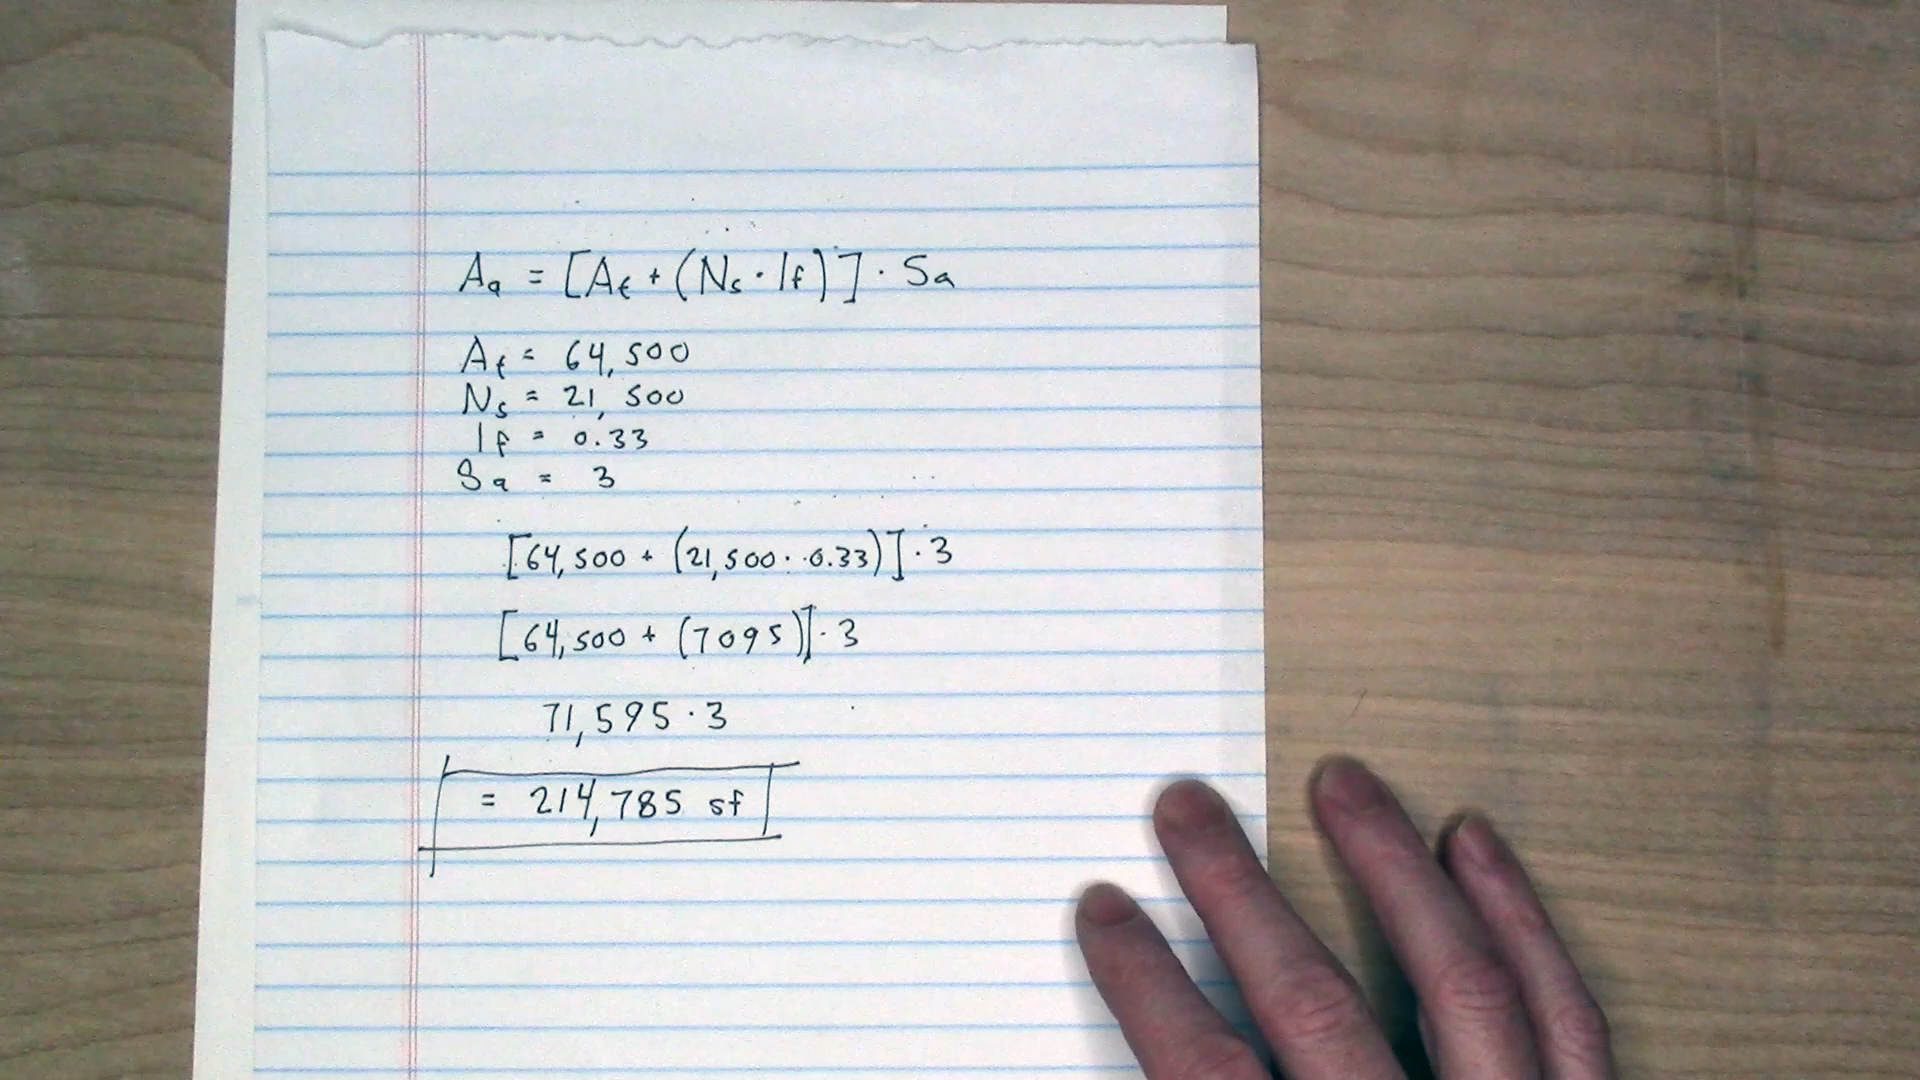 Aa = [At + (Ns · If)] · Sa
At = 64,500
Ns = 21,500
If = 0.33
Sa = 3
[64,500 + (21,500 · 0.33)] · 3
[64,500 + (7095)] · 3
71,595 · 3
= 214,785 sf